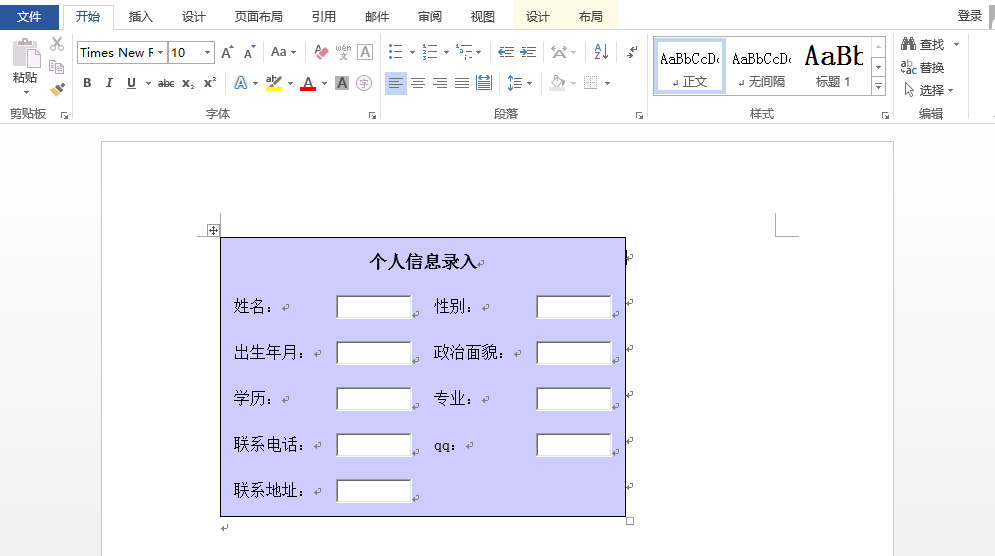 文件 开始 插入 设计 页面布局 引用 邮件 审阅 视图 设计 布局 登录
Times New F 10 A A Aa wén A AaBbCcDc AaBbCcDc AaBb 查找
粘贴 B I U abc x₂ x² A A A 字 正文 无间隔 标题 1 替换
选择
剪贴板 字体 段落 样式 编辑
个人信息录入
姓名： 性别：
出生年月： 政治面貌：
学历： 专业：
联系电话： qq：
联系地址：